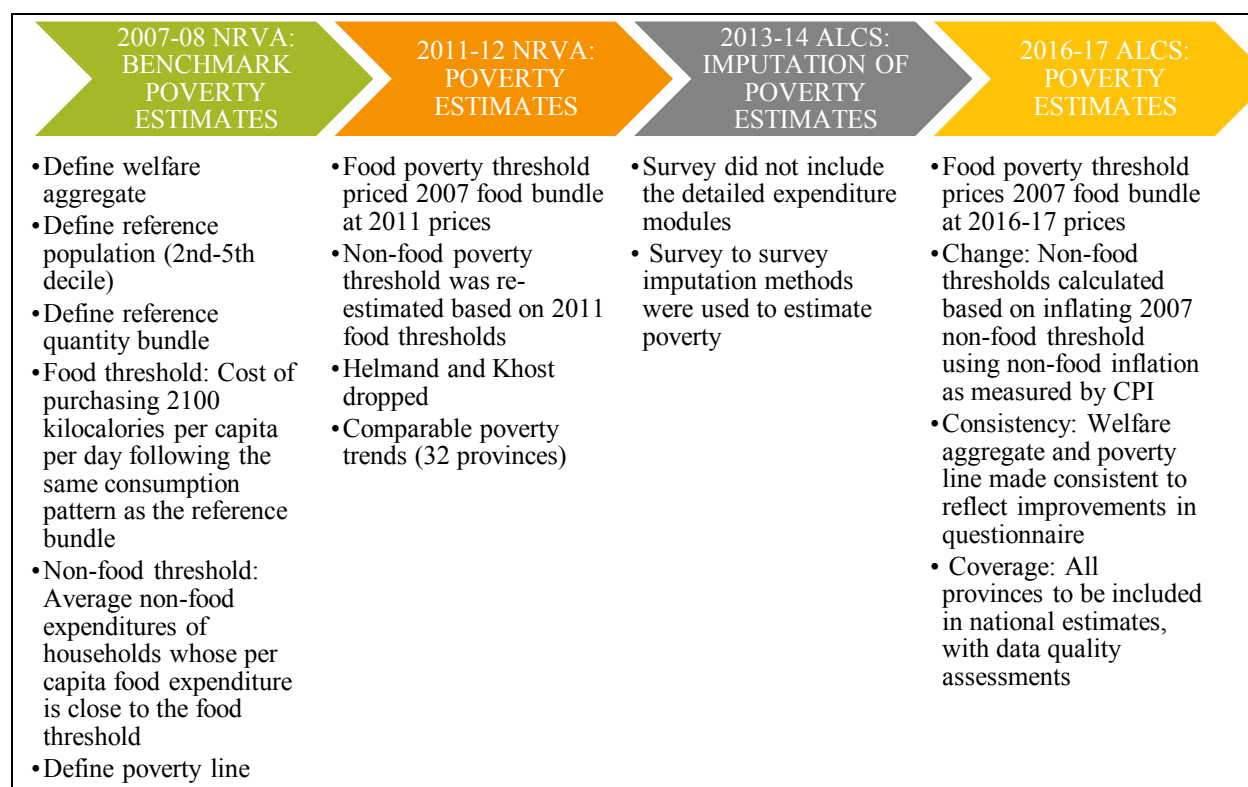 2007-08 NRVA:
BENCHMARK
POVERTY
ESTIMATES
•Define welfare
aggregate
•Define reference
population (2nd-5th
decile)
•Define reference
quantity bundle
•Food threshold: Cost of
purchasing 2100
kilocalories per capita
per day following the
same consumption
pattern as the reference
bundle
•Non-food threshold:
Average non-food
expenditures of
households whose per
capita food expenditure
is close to the food
threshold
•Define poverty line
2011-12 NRVA:
POVERTY
ESTIMATES
•Food poverty threshold
priced 2007 food bundle
at 2011 prices
•Non-food poverty
threshold was re-
estimated based on 2011
food thresholds
•Helmand and Khost
dropped
•Comparable poverty
trends (32 provinces)
2013-14 ALCS:
IMPUTATION OF
POVERTY
ESTIMATES
•Survey did not include
the detailed expenditure
modules
• Survey to survey
imputation methods
were used to estimate
poverty
2016-17 ALCS:
POVERTY
ESTIMATES
•Food poverty threshold
prices 2007 food bundle
at 2016-17 prices
•Change: Non-food
thresholds calculated
based on inflating 2007
non-food threshold
using non-food inflation
as measured by CPI
•Consistency: Welfare
aggregate and poverty
line made consistent to
reflect improvements in
questionnaire
• Coverage: All
provinces to be included
in national estimates,
with data quality
assessments